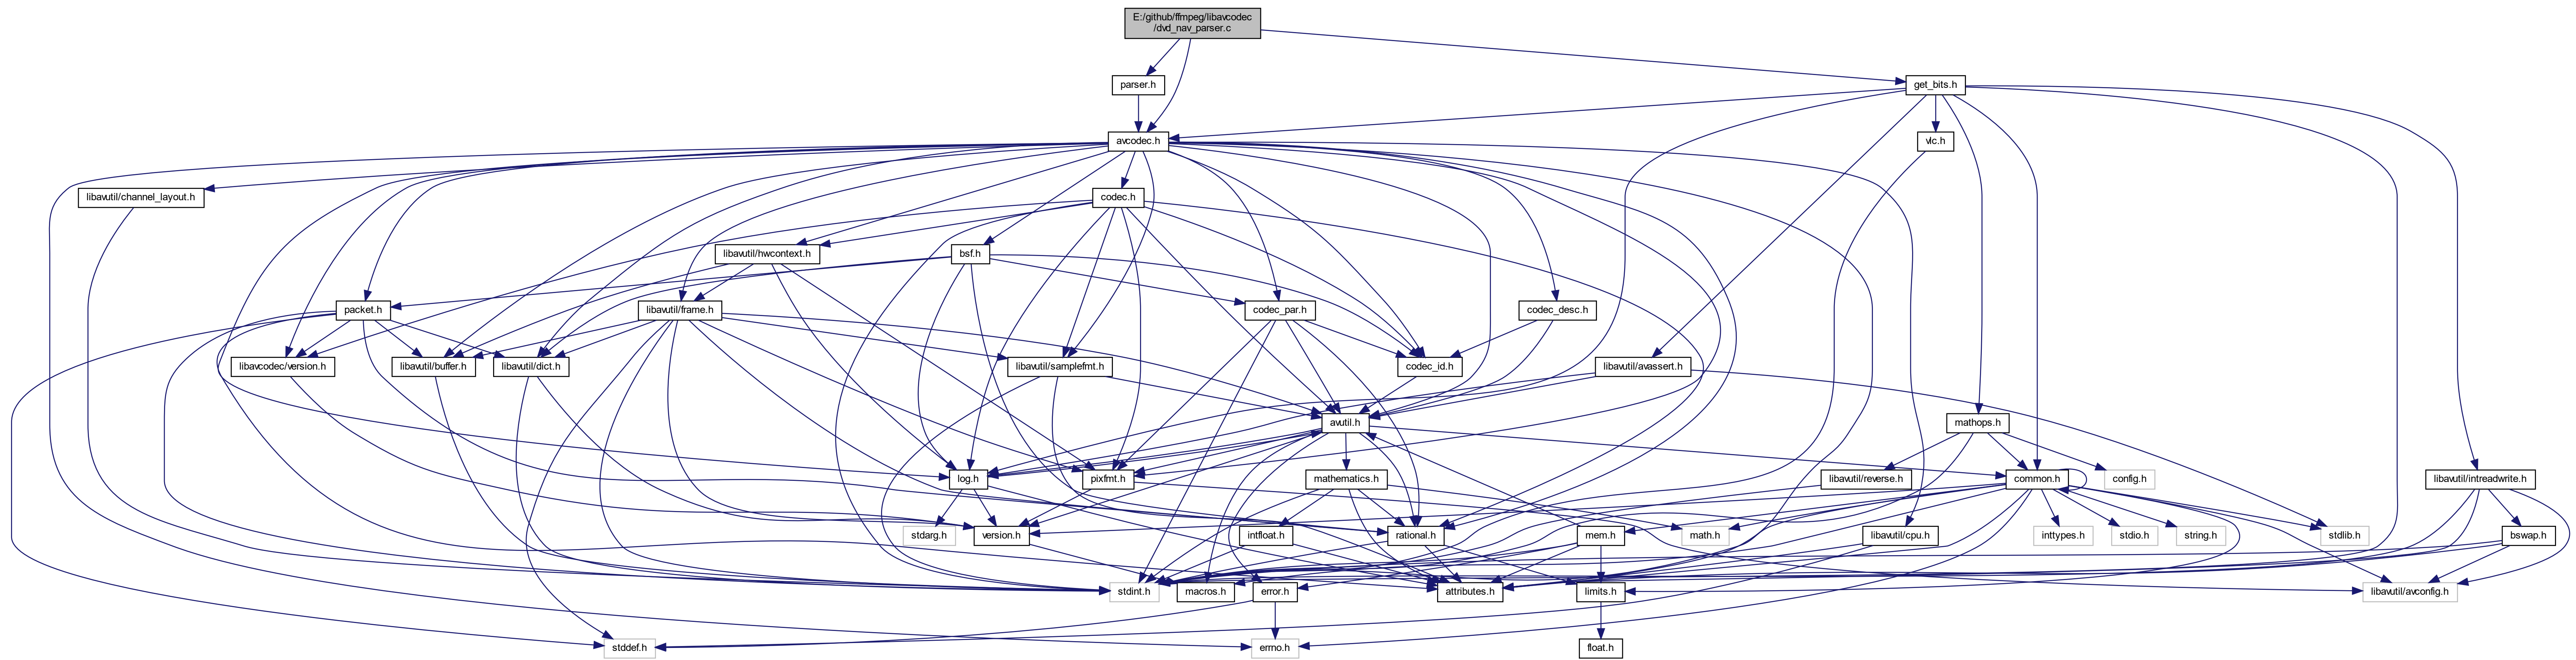 E:/github/ffmpeg/libavcodec
/dvd_nav_parser.c
parser.h
get_bits.h
avcodec.h
vlc.h
libavutil/channel_layout.h
codec.h
libavutil/hwcontext.h
bsf.h
packet.h
libavutil/frame.h
codec_par.h
codec_desc.h
libavcodec/version.h
libavutil/buffer.h
libavutil/dict.h
libavutil/samplefmt.h
codec_id.h
libavutil/avassert.h
avutil.h
mathops.h
log.h
pixfmt.h
mathematics.h
libavutil/reverse.h
common.h
config.h
libavutil/intreadwrite.h
stdarg.h
version.h
intfloat.h
rational.h
math.h
mem.h
libavutil/cpu.h
inttypes.h
stdio.h
string.h
stdlib.h
bswap.h
stdint.h
macros.h
error.h
attributes.h
limits.h
libavutil/avconfig.h
stddef.h
errno.h
float.h